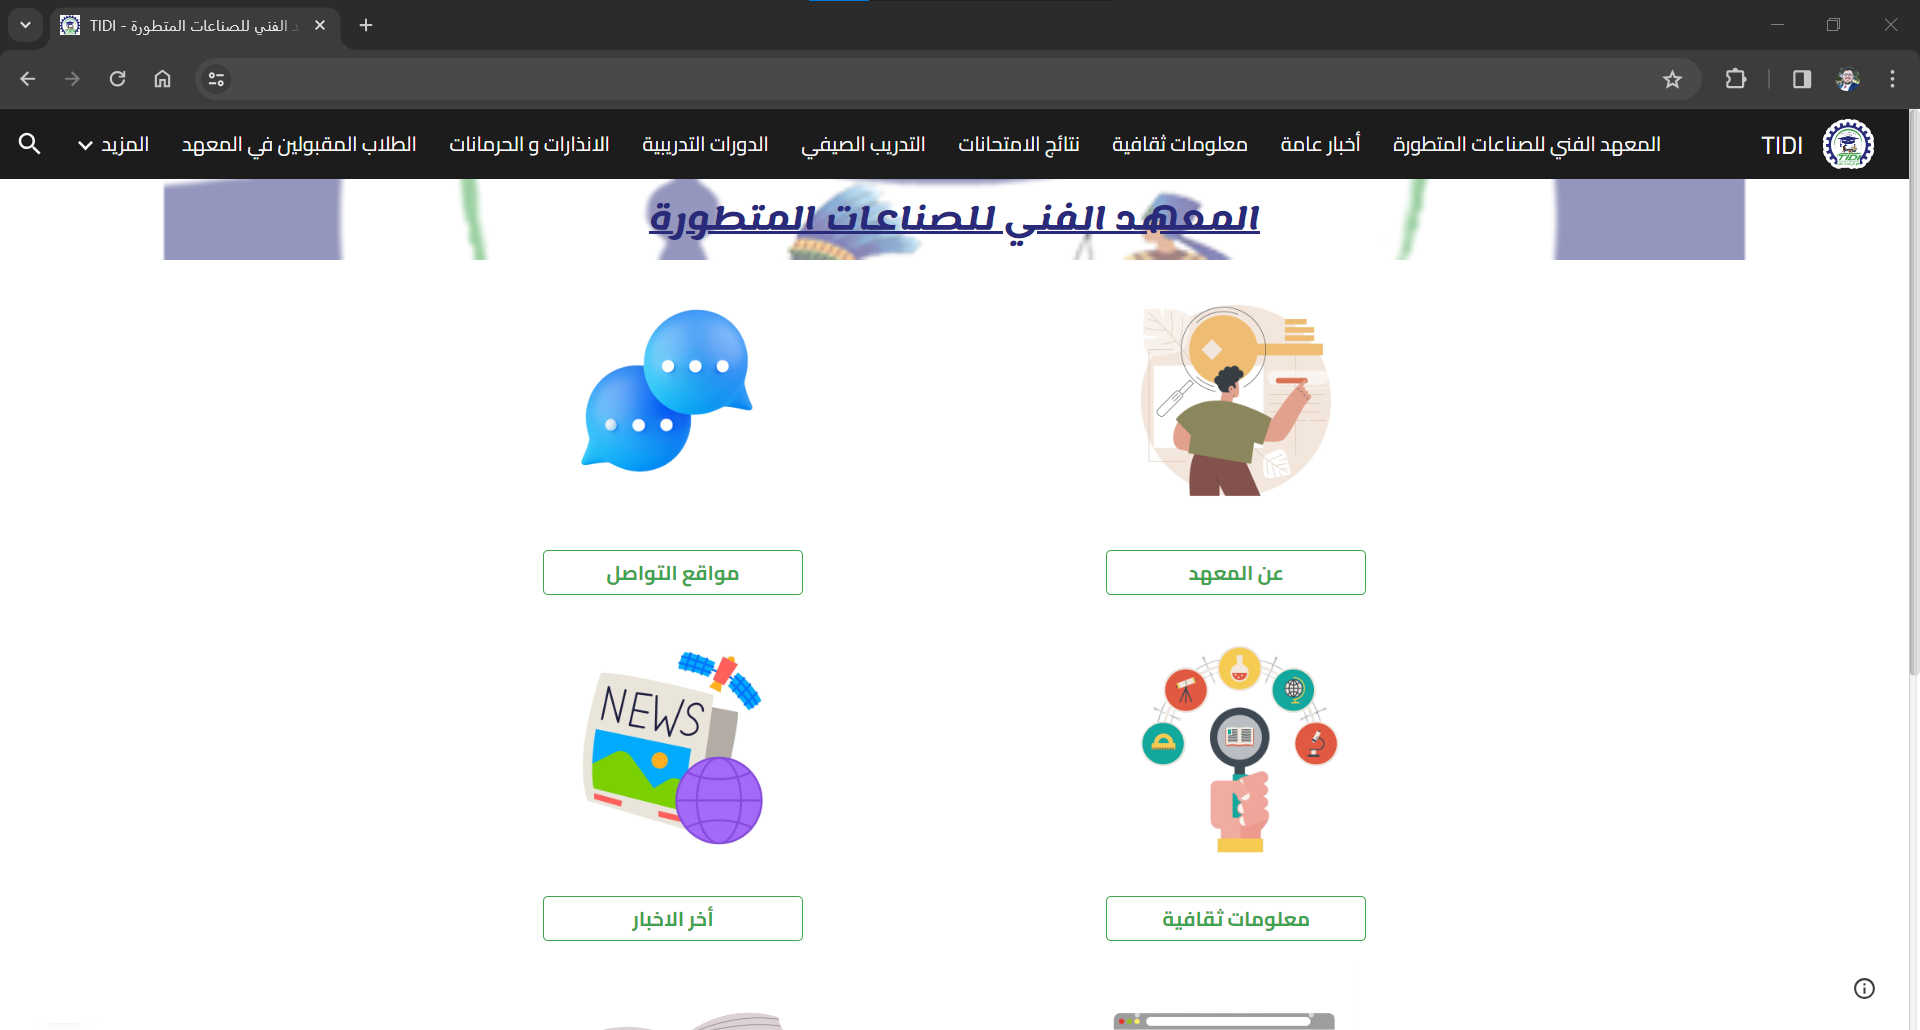 TIDI - د الفني للصناعات المتطورة
TIDI
المعهد الفني للصناعات المتطورة
أخبار عامة
معلومات ثقافية
نتائج الامتحانات
التدريب الصيفي
الدورات التدريبية
الانذارات و الحرمانات
الطلاب المقبولين في المعهد
المزيد
المعهد الفني للصناعات المتطورة
عن المعهد
مواقع التواصل
NEWS
معلومات ثقافية
أخر الاخبار